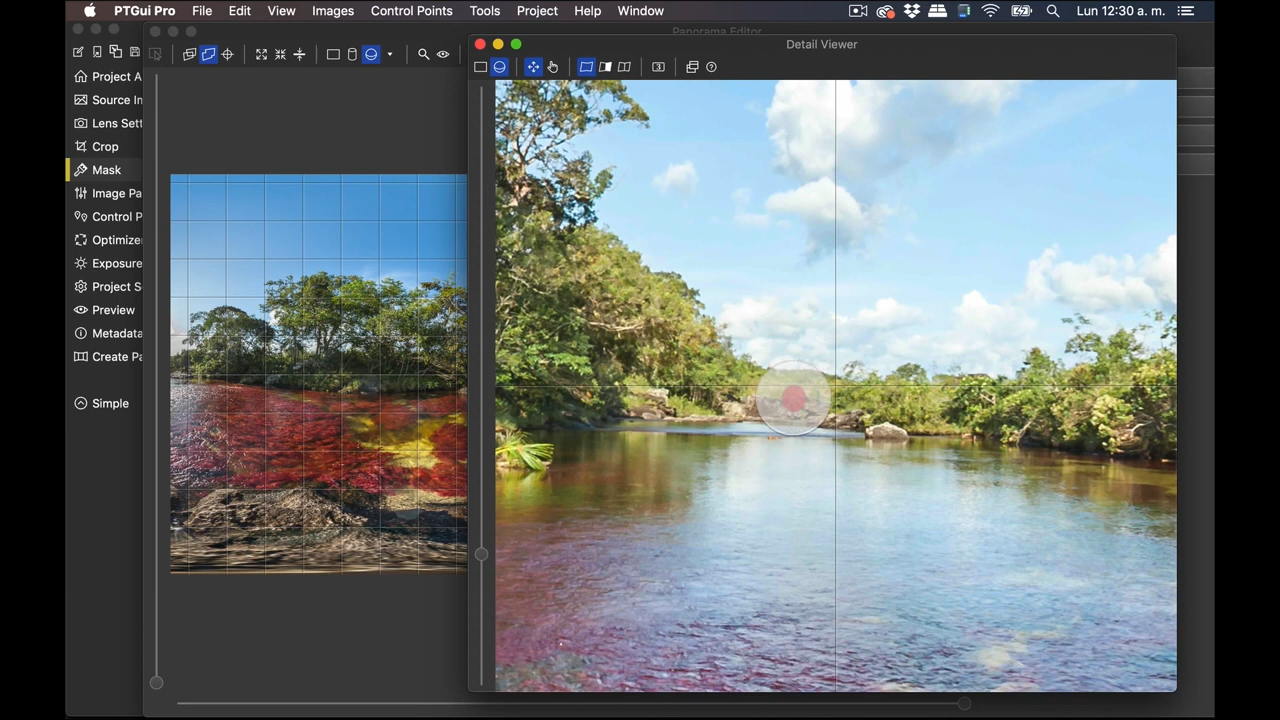 PTGui Pro File Edit View Images Control Points Tools Project Help Window Lun 12:30 a. m.
Panorama Editor
Detail Viewer
Project A
Source In
Lens Sett
Crop
Mask
Image Pa
Control P
Optimize
Exposure
Project S
Preview
Metadata
Create Pa
Simple